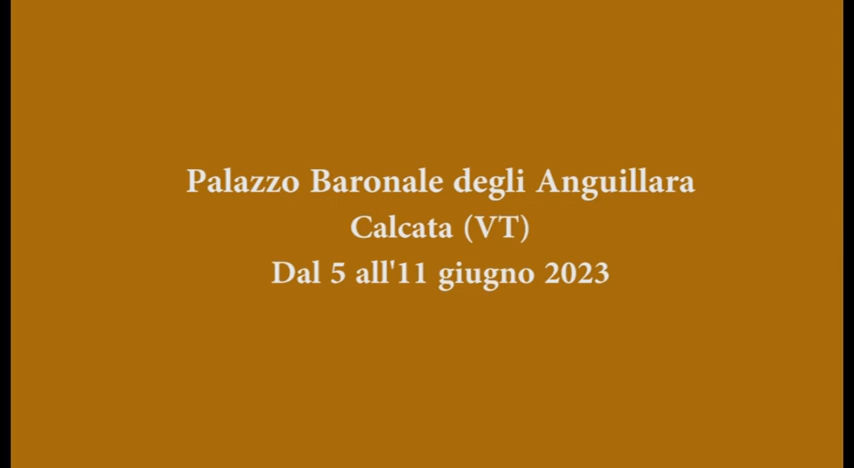 Palazzo Baronale degli Anguillara
Calcata (VT)
Dal 5 all'11 giugno 2023